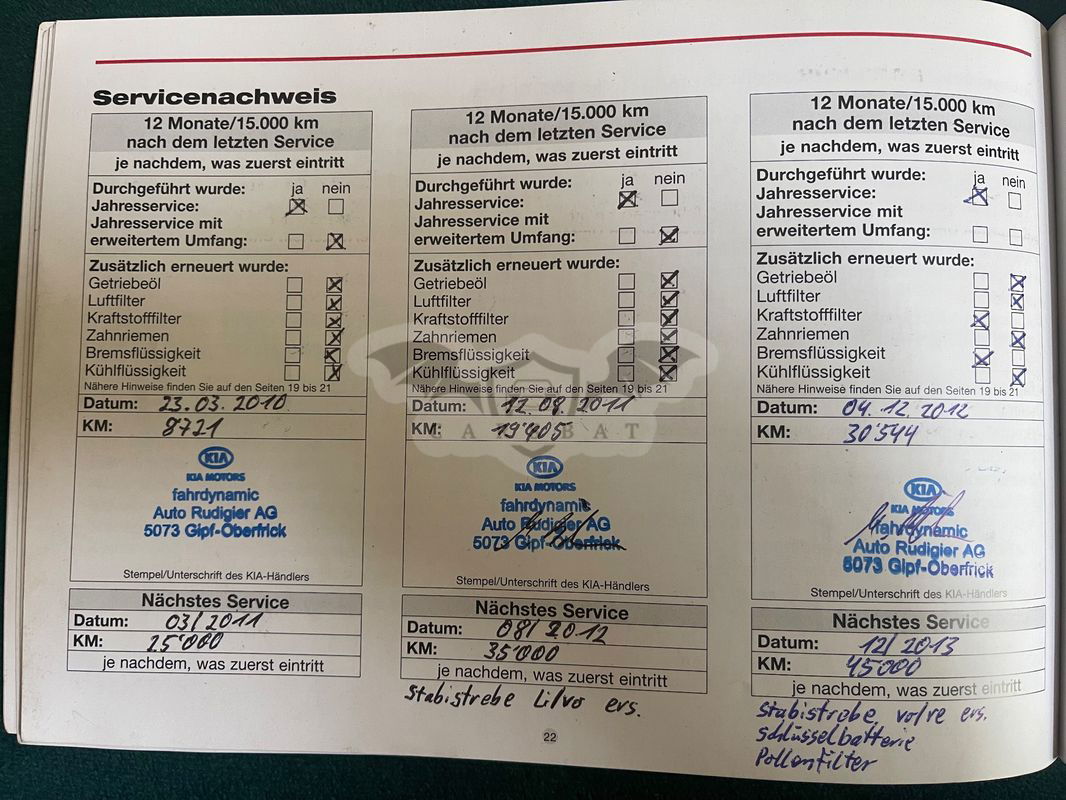 Servicenachweis
12 Monate/15.000 km
nach dem letzten Service
je nachdem, was zuerst eintritt
Durchgeführt wurde: ja nein
Jahresservice:
Jahresservice mit
erweitertem Umfang:
Zusätzlich erneuert wurde:
Getriebeöl
Luftfilter
Kraftstofffilter
Zahnriemen
Bremsflüssigkeit
Kühlflüssigkeit
Nähere Hinweise finden Sie auf den Seiten 19 bis 21
Datum: 23.03.2010
KM: 8721
KIA
KIA MOTORS
fahrdynamic
Auto Rudigier AG
5073 Gipf-Oberfrick
Stempel/Unterschrift des KIA-Händlers
Nächstes Service
Datum: 03/2011
KM: 25'000
je nachdem, was zuerst eintritt
12 Monate/15.000 km
nach dem letzten Service
je nachdem, was zuerst eintritt
Durchgeführt wurde: ja nein
Jahresservice:
Jahresservice mit
erweitertem Umfang:
Zusätzlich erneuert wurde:
Getriebeöl
Luftfilter
Kraftstofffilter
Zahnriemen
Bremsflüssigkeit
Kühlflüssigkeit
Nähere Hinweise finden Sie auf den Seiten 19 bis 21
Datum: 12.08.2011
KM: 19'405
KIA
KIA MOTORS
fahrdynamic
Auto Rudigier AG
5073 Gipf-Oberfrick
Stempel/Unterschrift des KIA-Händlers
Nächstes Service
Datum: 08/2012
KM: 35'000
je nachdem, was zuerst eintritt
Stabistrebe Li/vo ers.
12 Monate/15.000 km
nach dem letzten Service
je nachdem, was zuerst eintritt
Durchgeführt wurde: ja nein
Jahresservice:
Jahresservice mit
erweitertem Umfang:
Zusätzlich erneuert wurde:
Getriebeöl
Luftfilter
Kraftstofffilter
Zahnriemen
Bremsflüssigkeit
Kühlflüssigkeit
Nähere Hinweise finden Sie auf den Seiten 19 bis 21
Datum: 04.12.2012
KM: 30'544
KIA
KIA MOTORS
fahrdynamic
Auto Rudigier AG
5073 Gipf-Oberfrick
Stempel/Unterschrift des KIA-Händlers
Nächstes Service
Datum: 12/2013
KM: 45'000
je nachdem, was zuerst eintritt
Stabistrebe vo/re ers.
Schlüsselbatterie
Pollenfilter
22